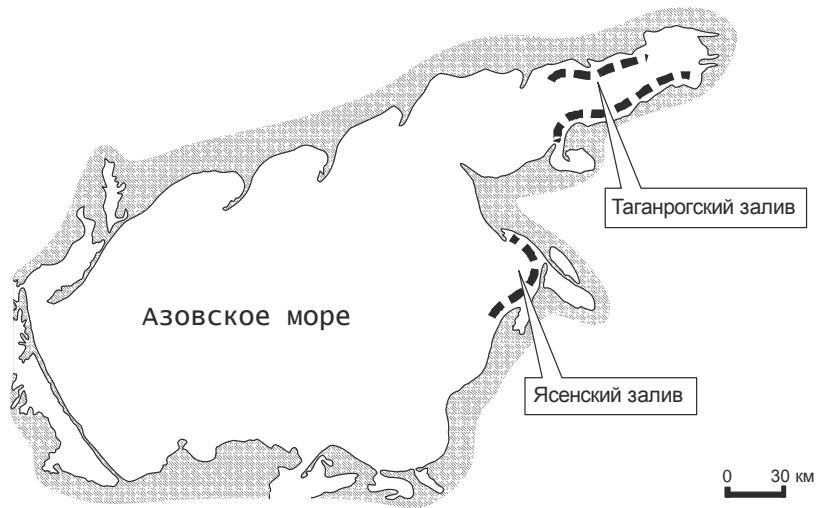 Таганрогский залив
Азовское море
Ясенский залив
0 30 км